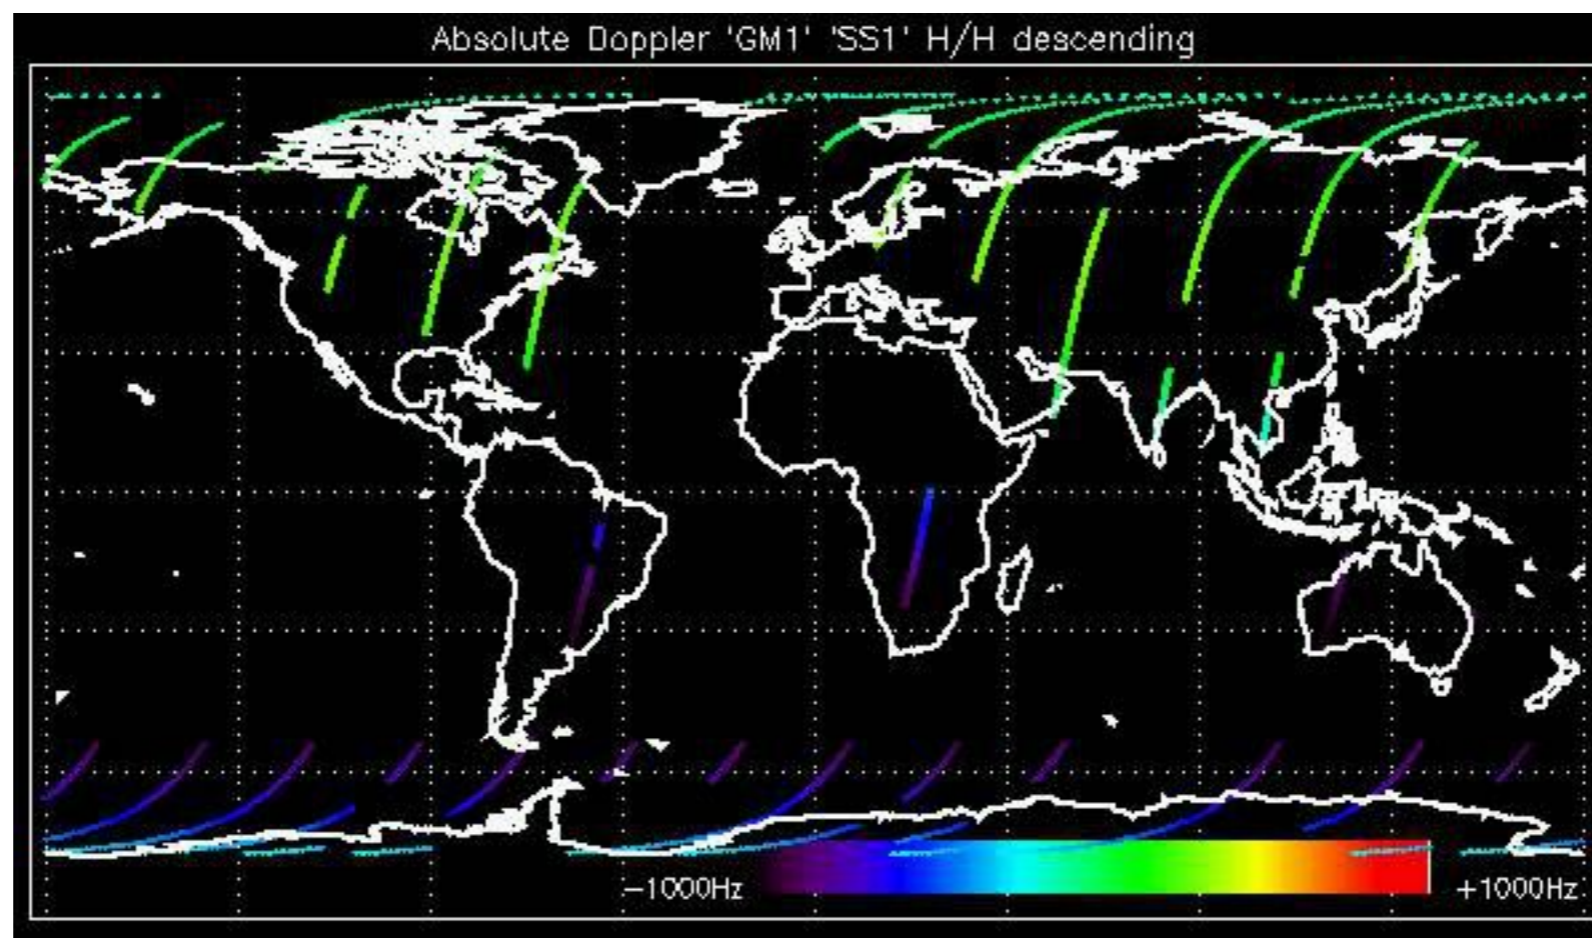 Absolute Doppler 'GM1' 'SS1' H/H descending
-1000Hz +1000Hz